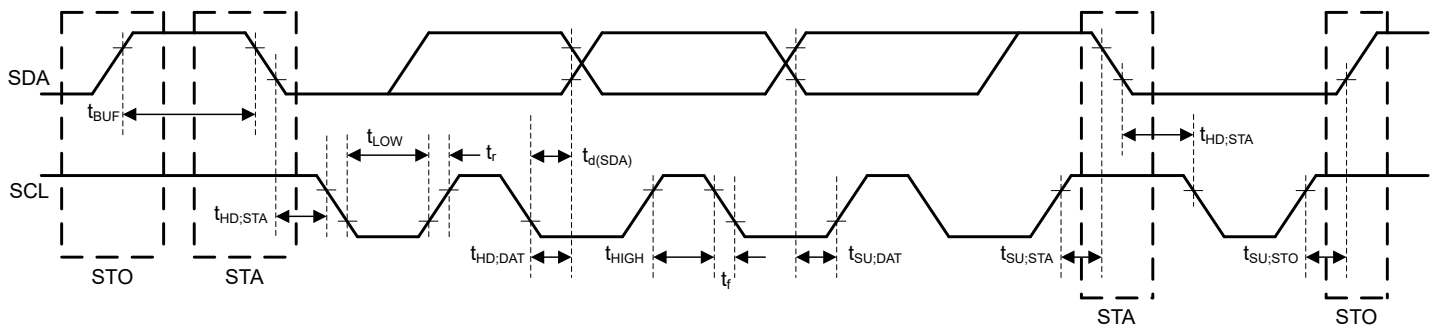 SDA
t_BUF
t_LOW
t_r
t_d(SDA)
t_HD;STA
SCL
t_HD;STA
t_HD;DAT
t_HIGH
t_f
t_SU;DAT
t_SU;STA
t_SU;STO
STO
STA
STA
STO